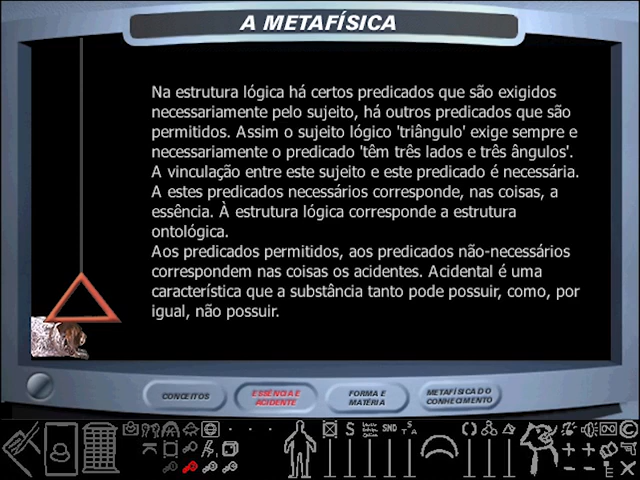 A METAFÍSICA
Na estrutura lógica há certos predicados que são exigidos
necessariamente pelo sujeito, há outros predicados que são
permitidos. Assim o sujeito lógico 'triângulo' exige sempre e
necessariamente o predicado 'têm três lados e três ângulos'.
A vinculação entre este sujeito e este predicado é necessária.
A estes predicados necessários corresponde, nas coisas, a
essência. À estrutura lógica corresponde a estrutura
ontológica.
Aos predicados permitidos, aos predicados não-necessários
correspondem nas coisas os acidentes. Acidental é uma
característica que a substância tanto pode possuir, como, por
igual, não possuir.
CONCEITOS
ESSÊNCIA E
ACIDENTE
FORMA E
MATÉRIA
METAFÍSICA DO
CONHECIMENTO